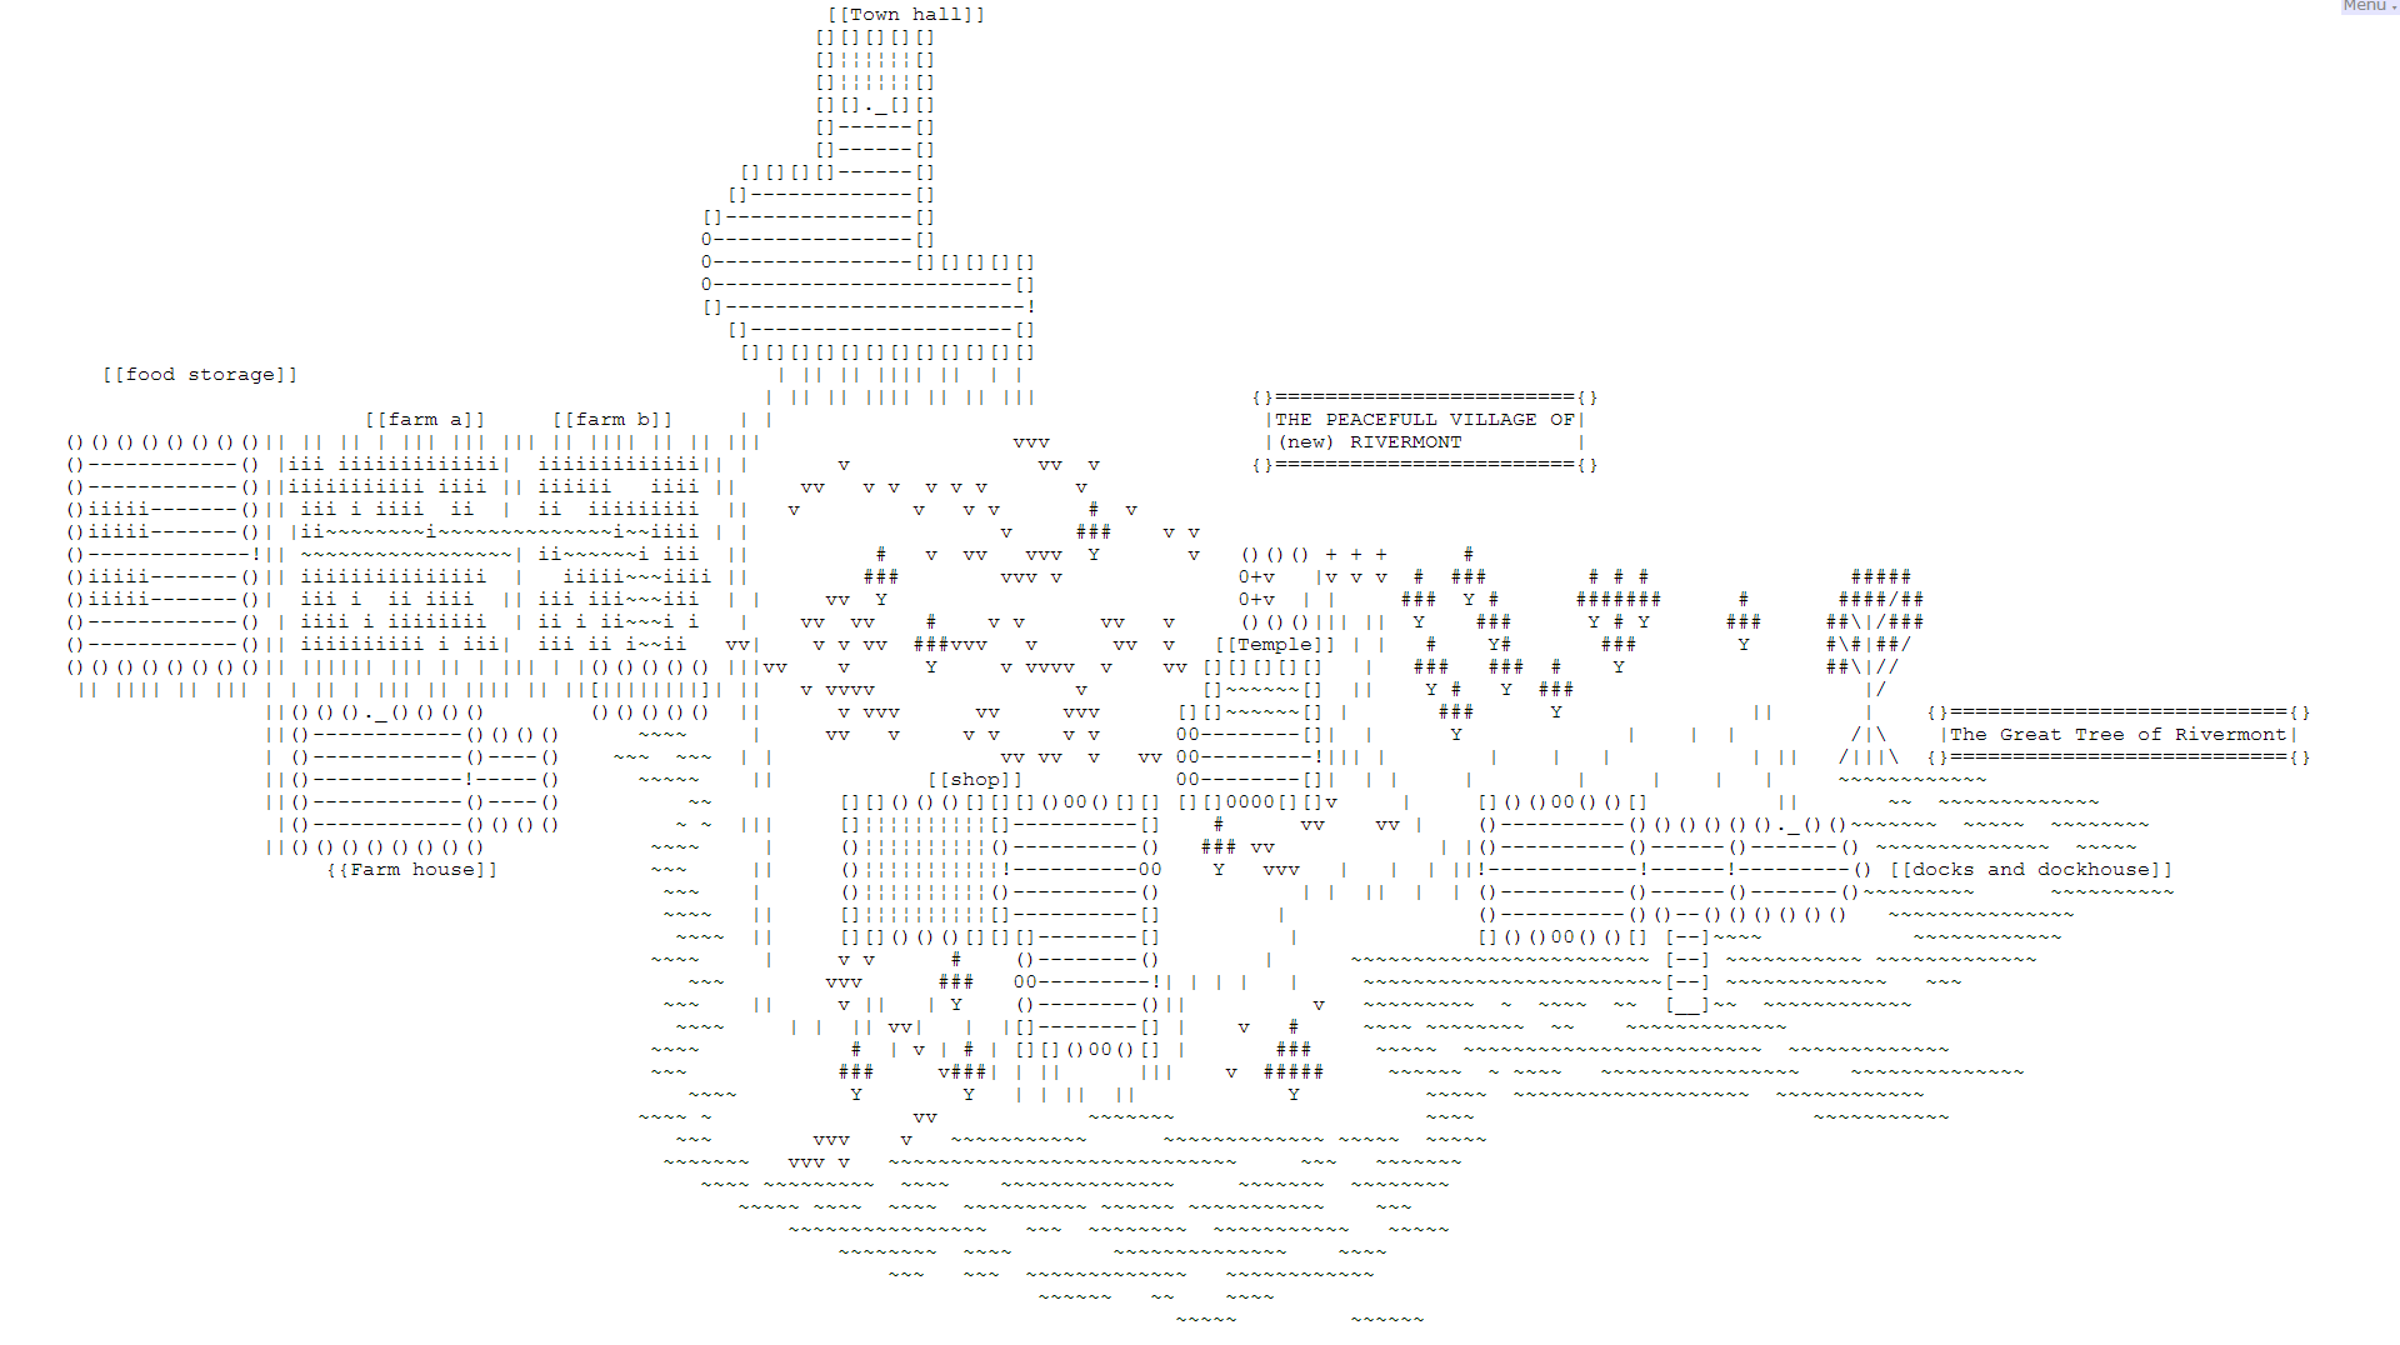 Menu
[[Town hall]]
[[food storage]]
[[farm a]]
[[farm b]]
THE PEACEFULL VILLAGE OF
(new) RIVERMONT
[[Temple]]
The Great Tree of Rivermont
[[shop]]
{{Farm house]]
[[docks and dockhouse]]